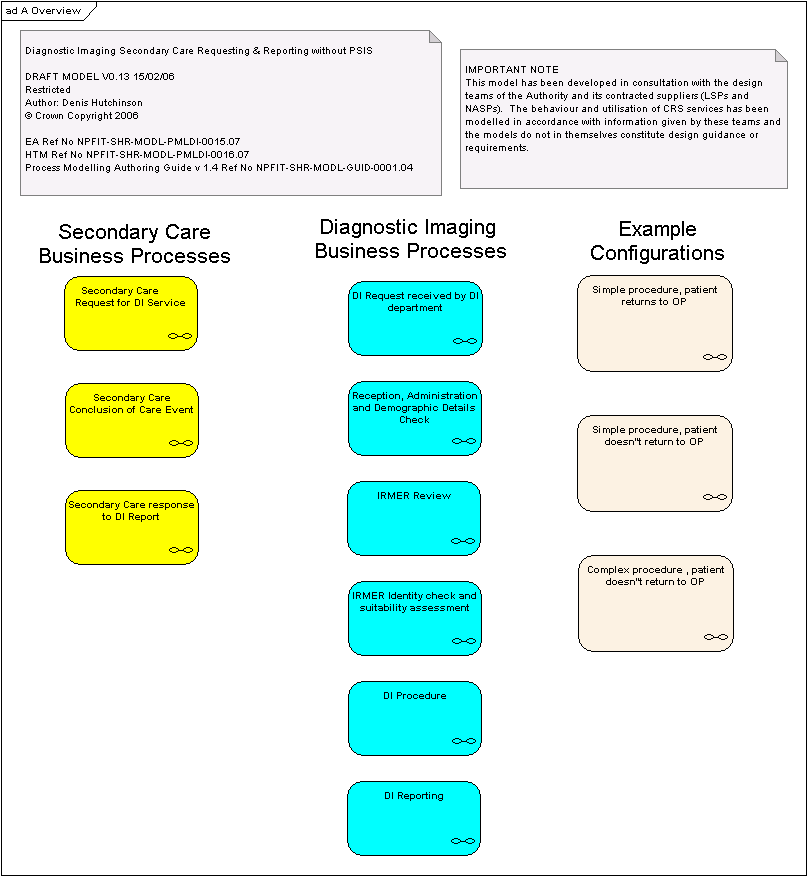 ad A Overview
Diagnostic Imaging Secondary Care Requesting & Reporting without PSIS
DRAFT MODEL V0.13 15/02/06
Restricted
Author: Denis Hutchinson
© Crown Copyright 2006
EA Ref No NPFIT-SHR-MODL-PMLDI-0015.07
HTM Ref No NPFIT-SHR-MODL-PMLDI-0016.07
Process Modelling Authoring Guide v 1.4 Ref No NPFIT-SHR-MODL-GUID-0001.04
IMPORTANT NOTE
This model has been developed in consultation with the design
teams of the Authority and its contracted suppliers (LSPs and
NASPs).  The behaviour and utilisation of CRS services has been
modelled in accordance with information given by these teams and
the models do not in themselves constitute design guidance or
requirements.
Secondary Care
Business Processes
Secondary Care
Request for DI Service
Secondary Care
Conclusion of Care Event
Secondary Care response
to DI Report
Diagnostic Imaging
Business Processes
DI Request received by DI
department
Reception, Administration
and Demographic Details
Check
IRMER Review
IRMER Identity check and
suitability assessment
DI Procedure
DI Reporting
Example
Configurations
Simple procedure, patient
returns to OP
Simple procedure, patient
doesn"t return to OP
Complex procedure , patient
doesn"t return to OP